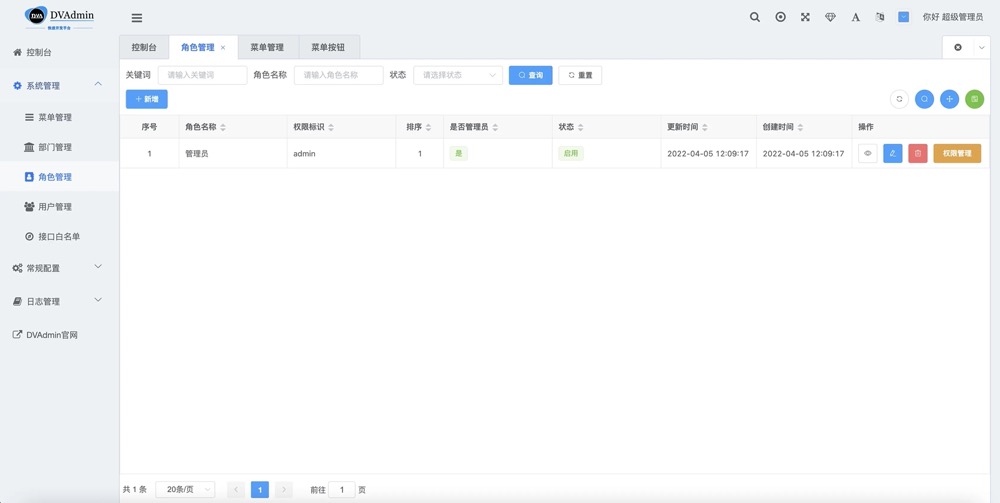 DVA DVAdmin
快速开发平台
你好 超级管理员
控制台
系统管理
菜单管理
部门管理
角色管理
用户管理
接口白名单
常规配置
日志管理
DVAdmin官网
控制台 角色管理 × 菜单管理 菜单按钮
关键词 请输入关键词 角色名称 请输入角色名称 状态 请选择状态 查询 重置
+ 新增
序号 角色名称 权限标识 排序 是否管理员 状态 更新时间 创建时间 操作
1 管理员 admin 1 是 启用 2022-04-05 12:09:17 2022-04-05 12:09:17 权限管理
共 1 条 20条/页 1 前往 1 页